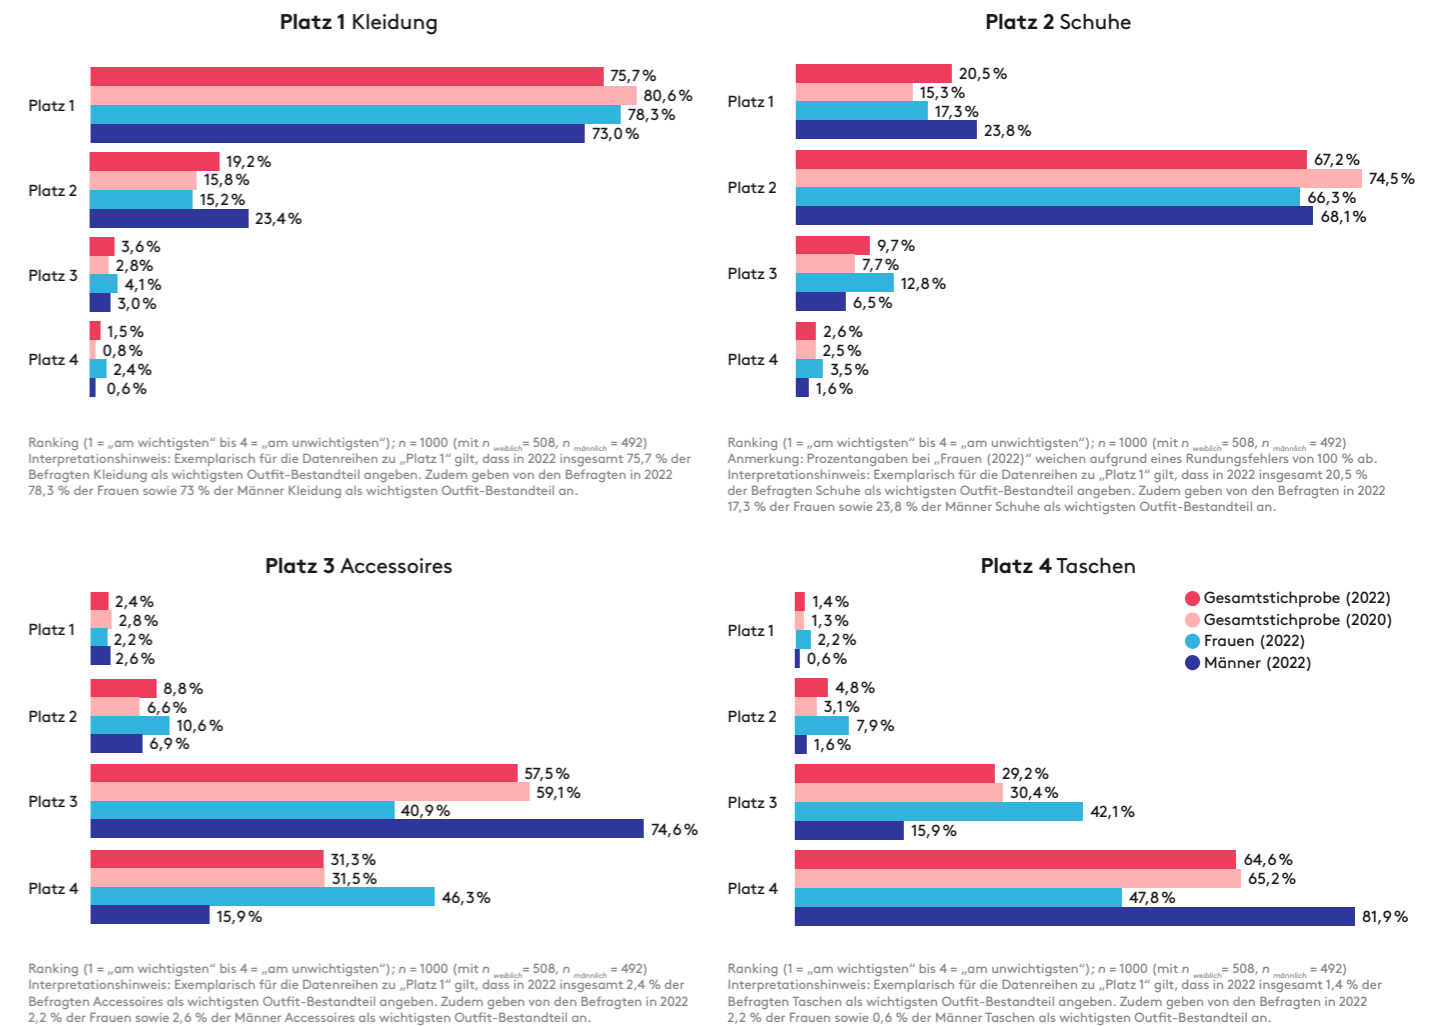 Platz 1 Kleidung
Platz 1
75,7 %
80,6 %
78,3 %
73,0 %
Platz 2
19,2 %
15,8 %
15,2 %
23,4 %
Platz 3
3,6 %
2,8 %
4,1 %
3,0 %
Platz 4
1,5 %
0,8 %
2,4 %
0,6 %
Ranking (1 = „am wichtigsten“ bis 4 = „am unwichtigsten“); n = 1000 (mit n weiblich = 508, n männlich = 492)
Interpretationshinweis: Exemplarisch für die Datenreihen zu „Platz 1“ gilt, dass in 2022 insgesamt 75,7 % der
Befragten Kleidung als wichtigsten Outfit-Bestandteil angeben. Zudem geben von den Befragten in 2022
78,3 % der Frauen sowie 73 % der Männer Kleidung als wichtigsten Outfit-Bestandteil an.
Platz 2 Schuhe
Platz 1
20,5 %
15,3 %
17,3 %
23,8 %
Platz 2
67,2 %
74,5 %
66,3 %
68,1 %
Platz 3
9,7 %
7,7 %
12,8 %
6,5 %
Platz 4
2,6 %
2,5 %
3,5 %
1,6 %
Ranking (1 = „am wichtigsten“ bis 4 = „am unwichtigsten“); n = 1000 (mit n weiblich = 508, n männlich = 492)
Anmerkung: Prozentangaben bei „Frauen (2022)“ weichen aufgrund eines Rundungsfehlers von 100 % ab.
Interpretationshinweis: Exemplarisch für die Datenreihen zu „Platz 1“ gilt, dass in 2022 insgesamt 20,5 %
der Befragten Schuhe als wichtigsten Outfit-Bestandteil angeben. Zudem geben von den Befragten in 2022
17,3 % der Frauen sowie 23,8 % der Männer Schuhe als wichtigsten Outfit-Bestandteil an.
Platz 3 Accessoires
Platz 1
2,4 %
2,8 %
2,2 %
2,6 %
Platz 2
8,8 %
6,6 %
10,6 %
6,9 %
Platz 3
57,5 %
59,1 %
40,9 %
74,6 %
Platz 4
31,3 %
31,5 %
46,3 %
15,9 %
Ranking (1 = „am wichtigsten“ bis 4 = „am unwichtigsten“); n = 1000 (mit n weiblich = 508, n männlich = 492)
Interpretationshinweis: Exemplarisch für die Datenreihen zu „Platz 1“ gilt, dass in 2022 insgesamt 2,4 % der
Befragten Accessoires als wichtigsten Outfit-Bestandteil angeben. Zudem geben von den Befragten in 2022
2,2 % der Frauen sowie 2,6 % der Männer Accessoires als wichtigsten Outfit-Bestandteil an.
Platz 4 Taschen
Gesamtstichprobe (2022)
Gesamtstichprobe (2020)
Frauen (2022)
Männer (2022)
Platz 1
1,4 %
1,3 %
2,2 %
0,6 %
Platz 2
4,8 %
3,1 %
7,9 %
1,6 %
Platz 3
29,2 %
30,4 %
42,1 %
15,9 %
Platz 4
64,6 %
65,2 %
47,8 %
81,9 %
Ranking (1 = „am wichtigsten“ bis 4 = „am unwichtigsten“); n = 1000 (mit n weiblich = 508, n männlich = 492)
Interpretationshinweis: Exemplarisch für die Datenreihen zu „Platz 1“ gilt, dass in 2022 insgesamt 1,4 % der
Befragten Taschen als wichtigsten Outfit-Bestandteil angeben. Zudem geben von den Befragten in 2022
2,2 % der Frauen sowie 0,6 % der Männer Taschen als wichtigsten Outfit-Bestandteil an.